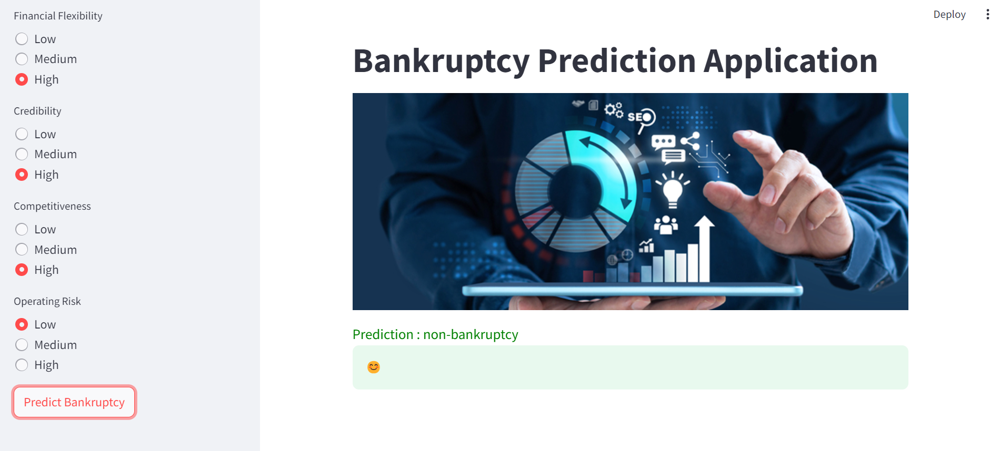 Financial Flexibility
Low
Medium
High
Credibility
Low
Medium
High
Competitiveness
Low
Medium
High
Operating Risk
Low
Medium
High
Predict Bankruptcy
Deploy
Bankruptcy Prediction Application
SEO
Prediction : non-bankruptcy